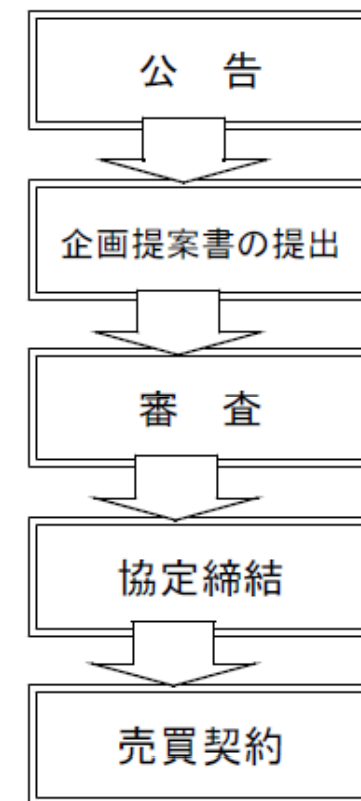 公　告
企画提案書の提出
審　査
協定締結
売買契約